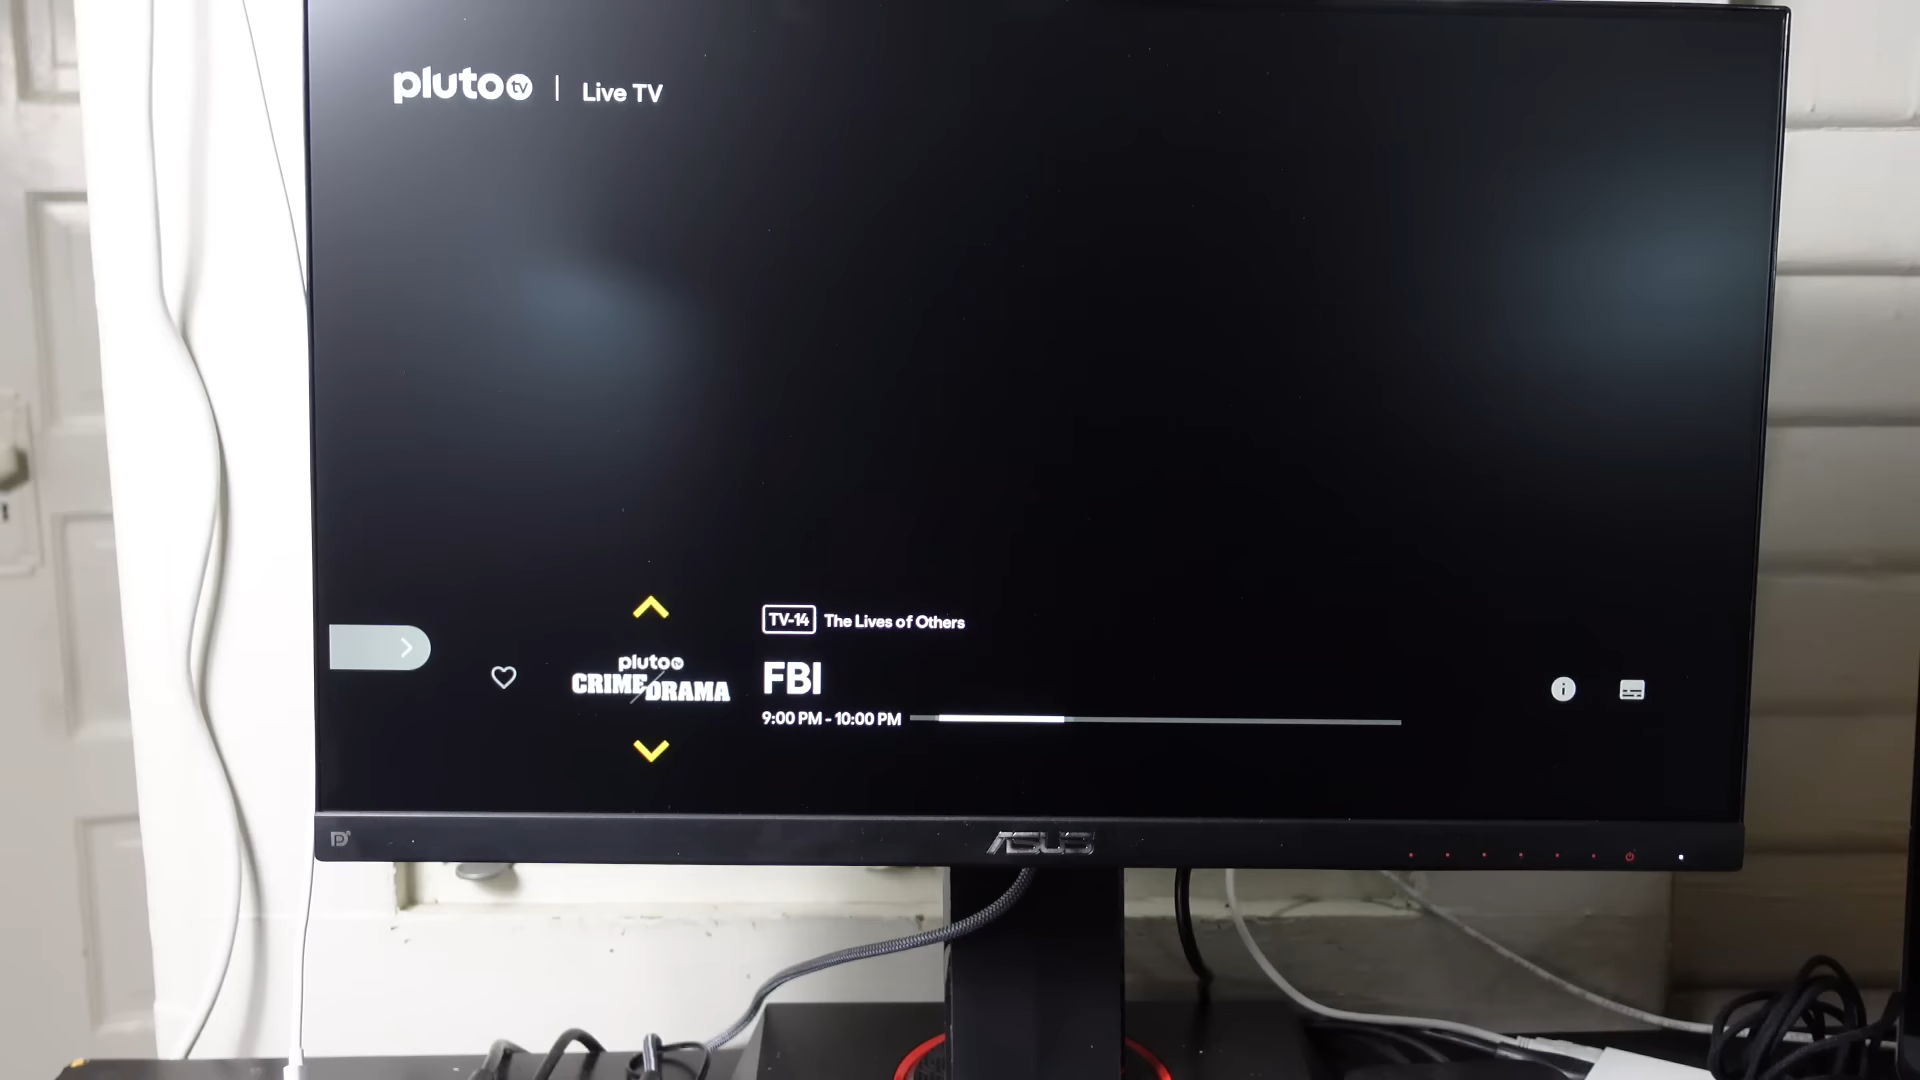 pluto tv | Live TV
TV-14 The Lives of Others
pluto tv
CRIME DRAMA
FBI
9:00 PM - 10:00 PM
ASUS